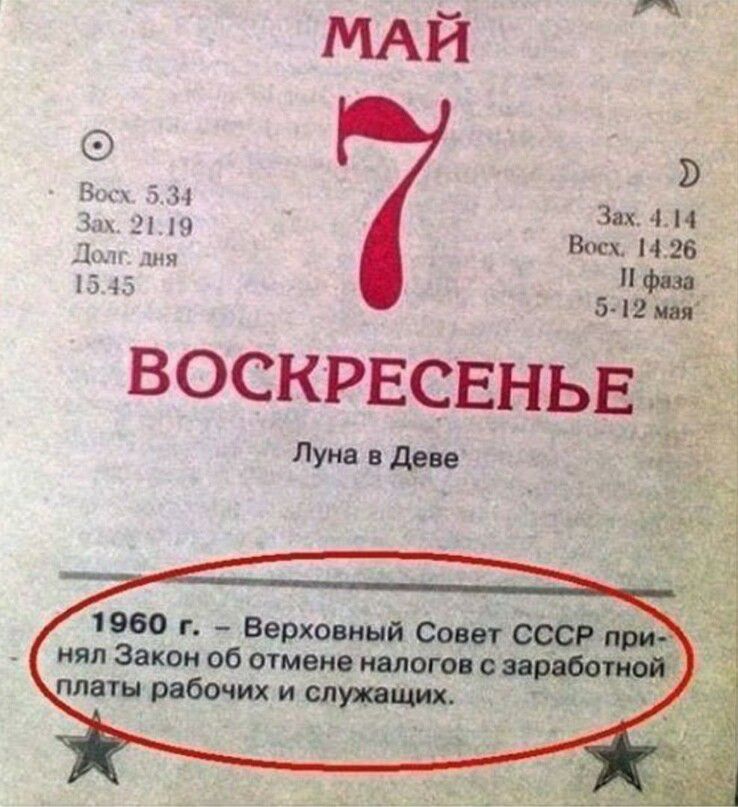 МАЙ
7
Восх. 5.34
Зах. 21.19
Долг. дня
15.45
Зах. 4.14
Восх. 14.26
II фаза
5-12 мая
ВОСКРЕСЕНЬЕ
Луна в Деве
1960 г. – Верховный Совет СССР при-
нял Закон об отмене налогов с заработной
платы рабочих и служащих.